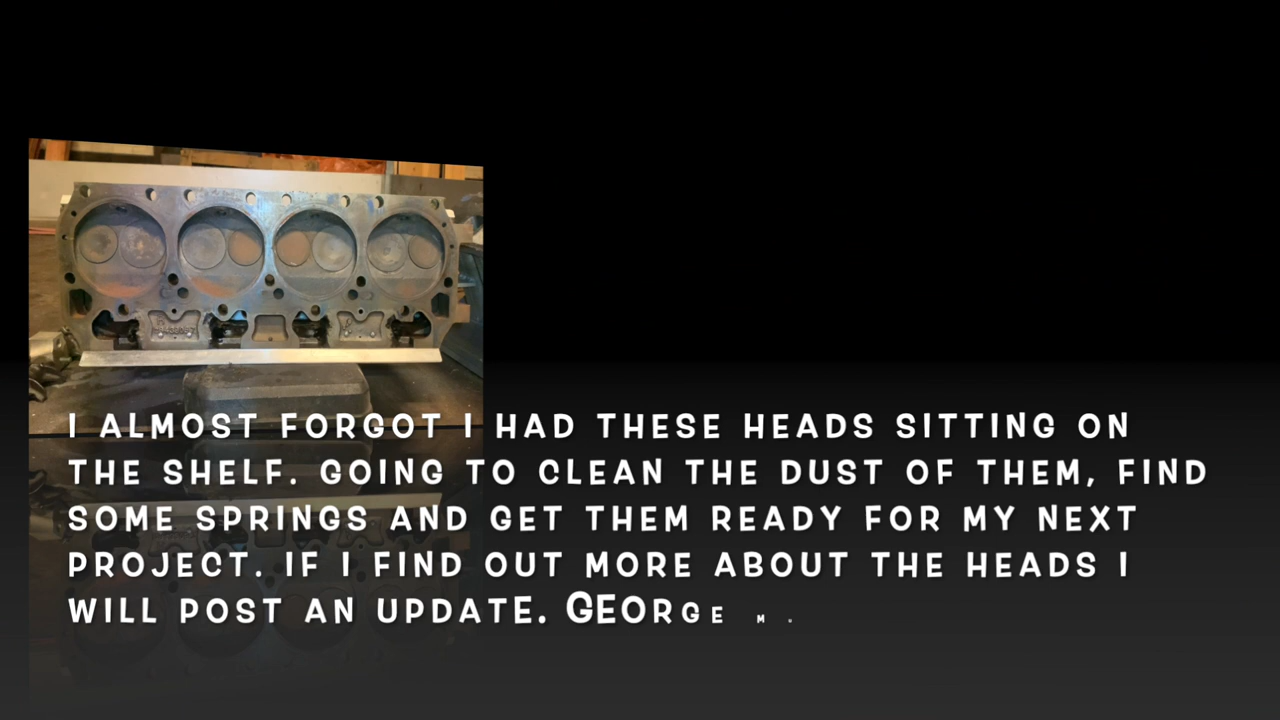 I ALMOST FORGOT I HAD THESE HEADS SITTING ON
THE SHELF. GOING TO CLEAN THE DUST OF THEM, FIND
SOME SPRINGS AND GET THEM READY FOR MY NEXT
PROJECT. IF I FIND OUT MORE ABOUT THE HEADS I
WILL POST AN UPDATE. GEORGE M.